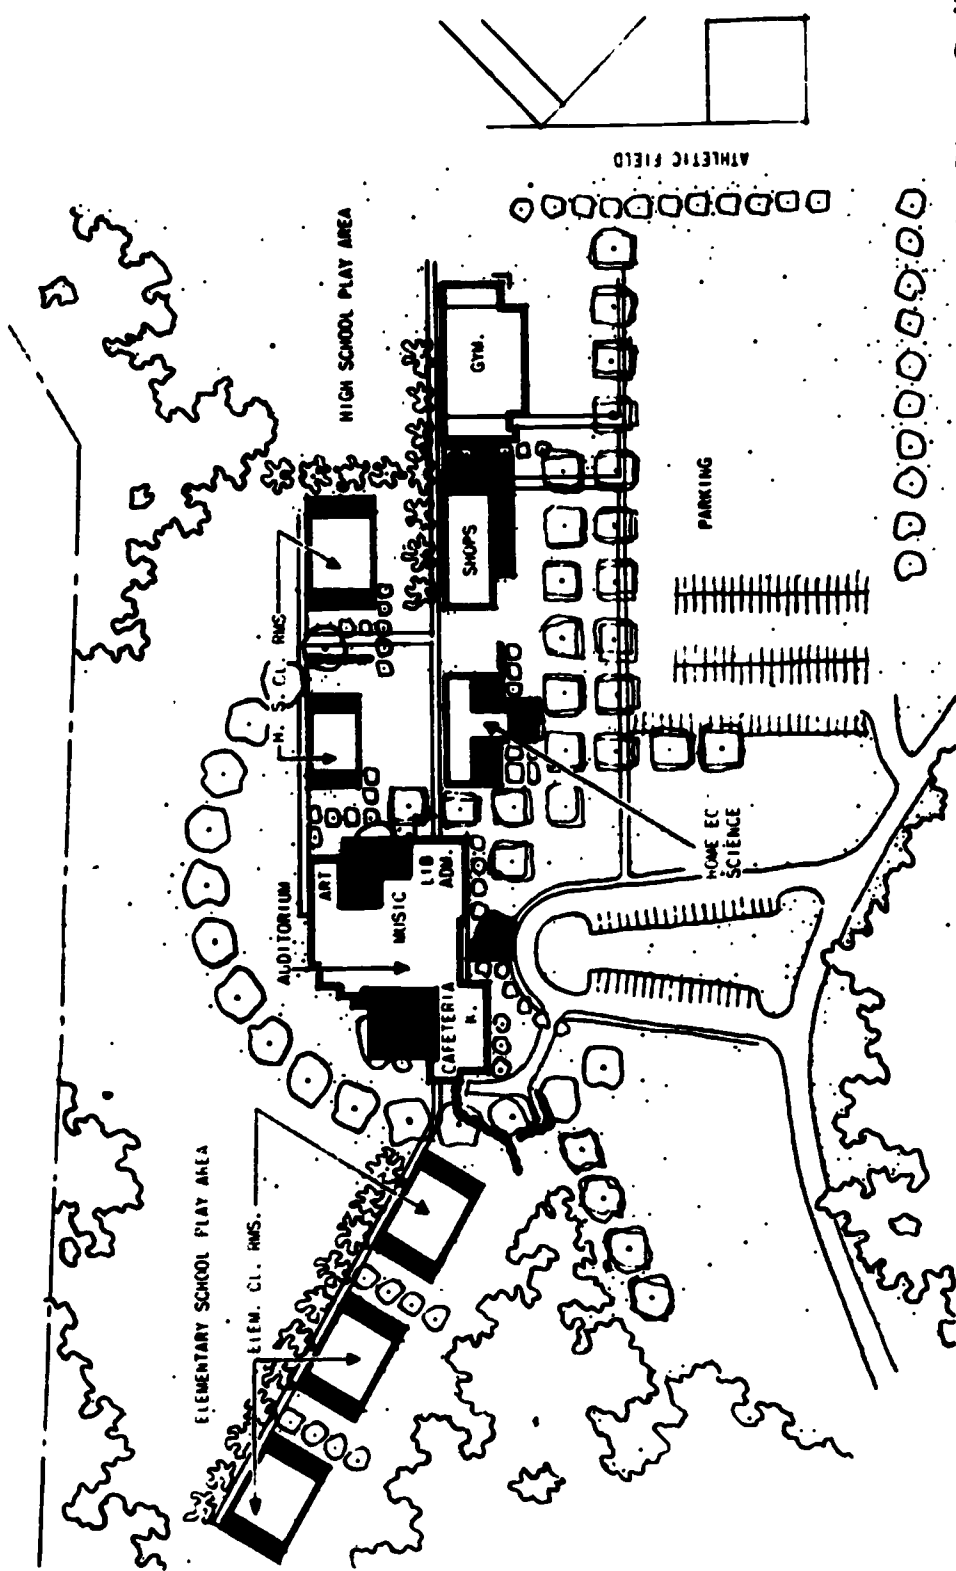 ELEMENTARY SCHOOL PLAY AREA
ELEM. CL. RMS.
AUDITORIUM
ART
MUSIC
LIB
ADM.
CAFETERIA
K.
H. S. CL. RMS
HIGH SCHOOL PLAY AREA
SHOPS
GYM.
HOME EC
SCIENCE
PARKING
ATHLETIC FIELD